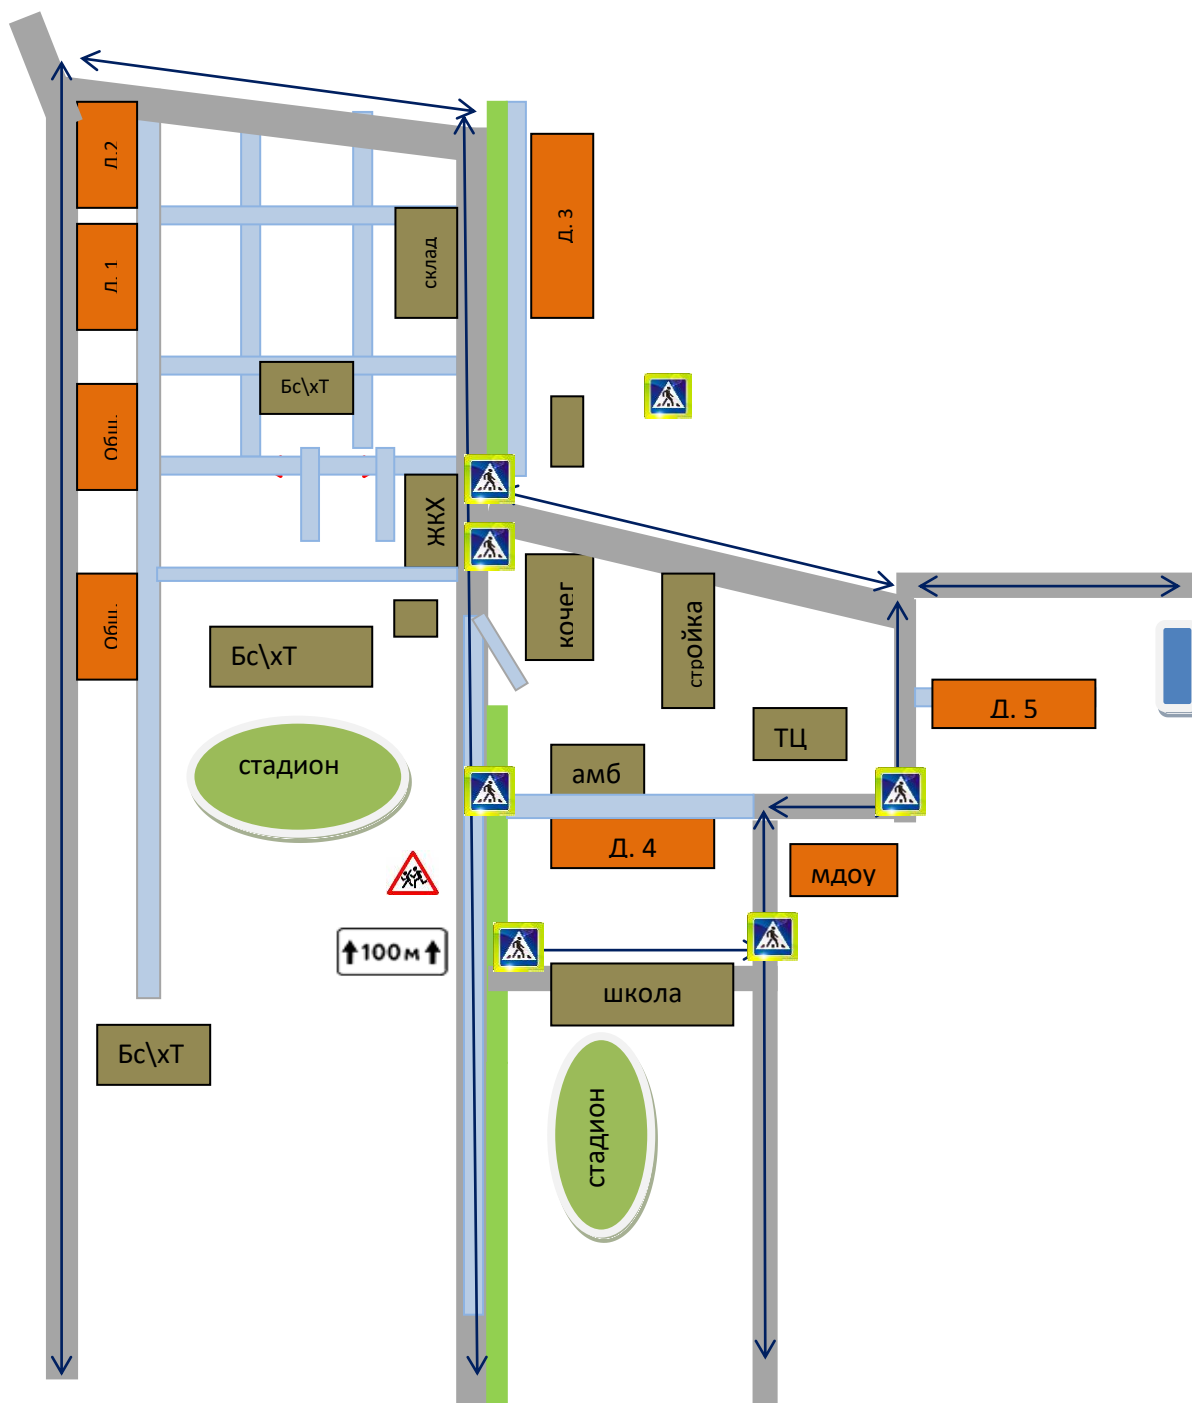 Д.2
Д. 3
Д. 1
склад
Бс\хТ
Общ.
ЖКХ
кочег
стройка
Общ.
Бс\хТ
Д. 5
ТЦ
стадион
амб
Д. 4
мдоу
100м
школа
Бс\хТ
стадион